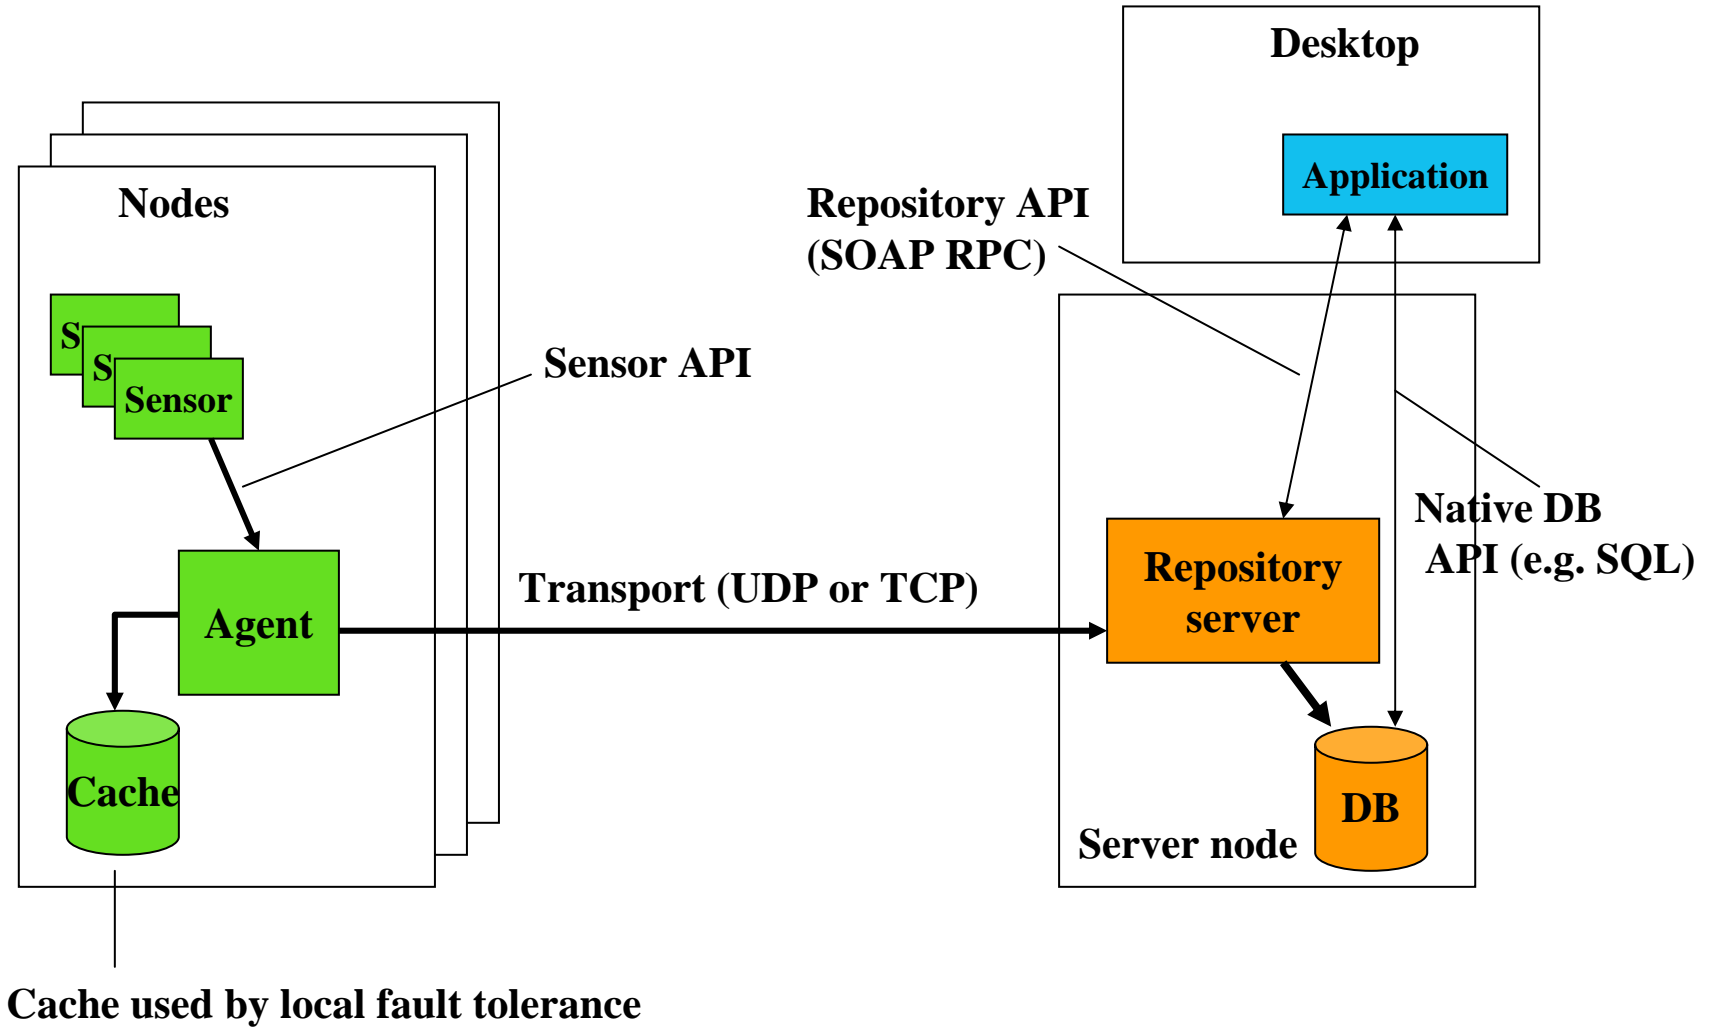 Desktop
Application
Nodes
Repository API
(SOAP RPC)
S
S
Sensor
Sensor API
Native DB
API (e.g. SQL)
Repository
server
Transport (UDP or TCP)
Agent
Cache
DB
Server node
Cache used by local fault tolerance